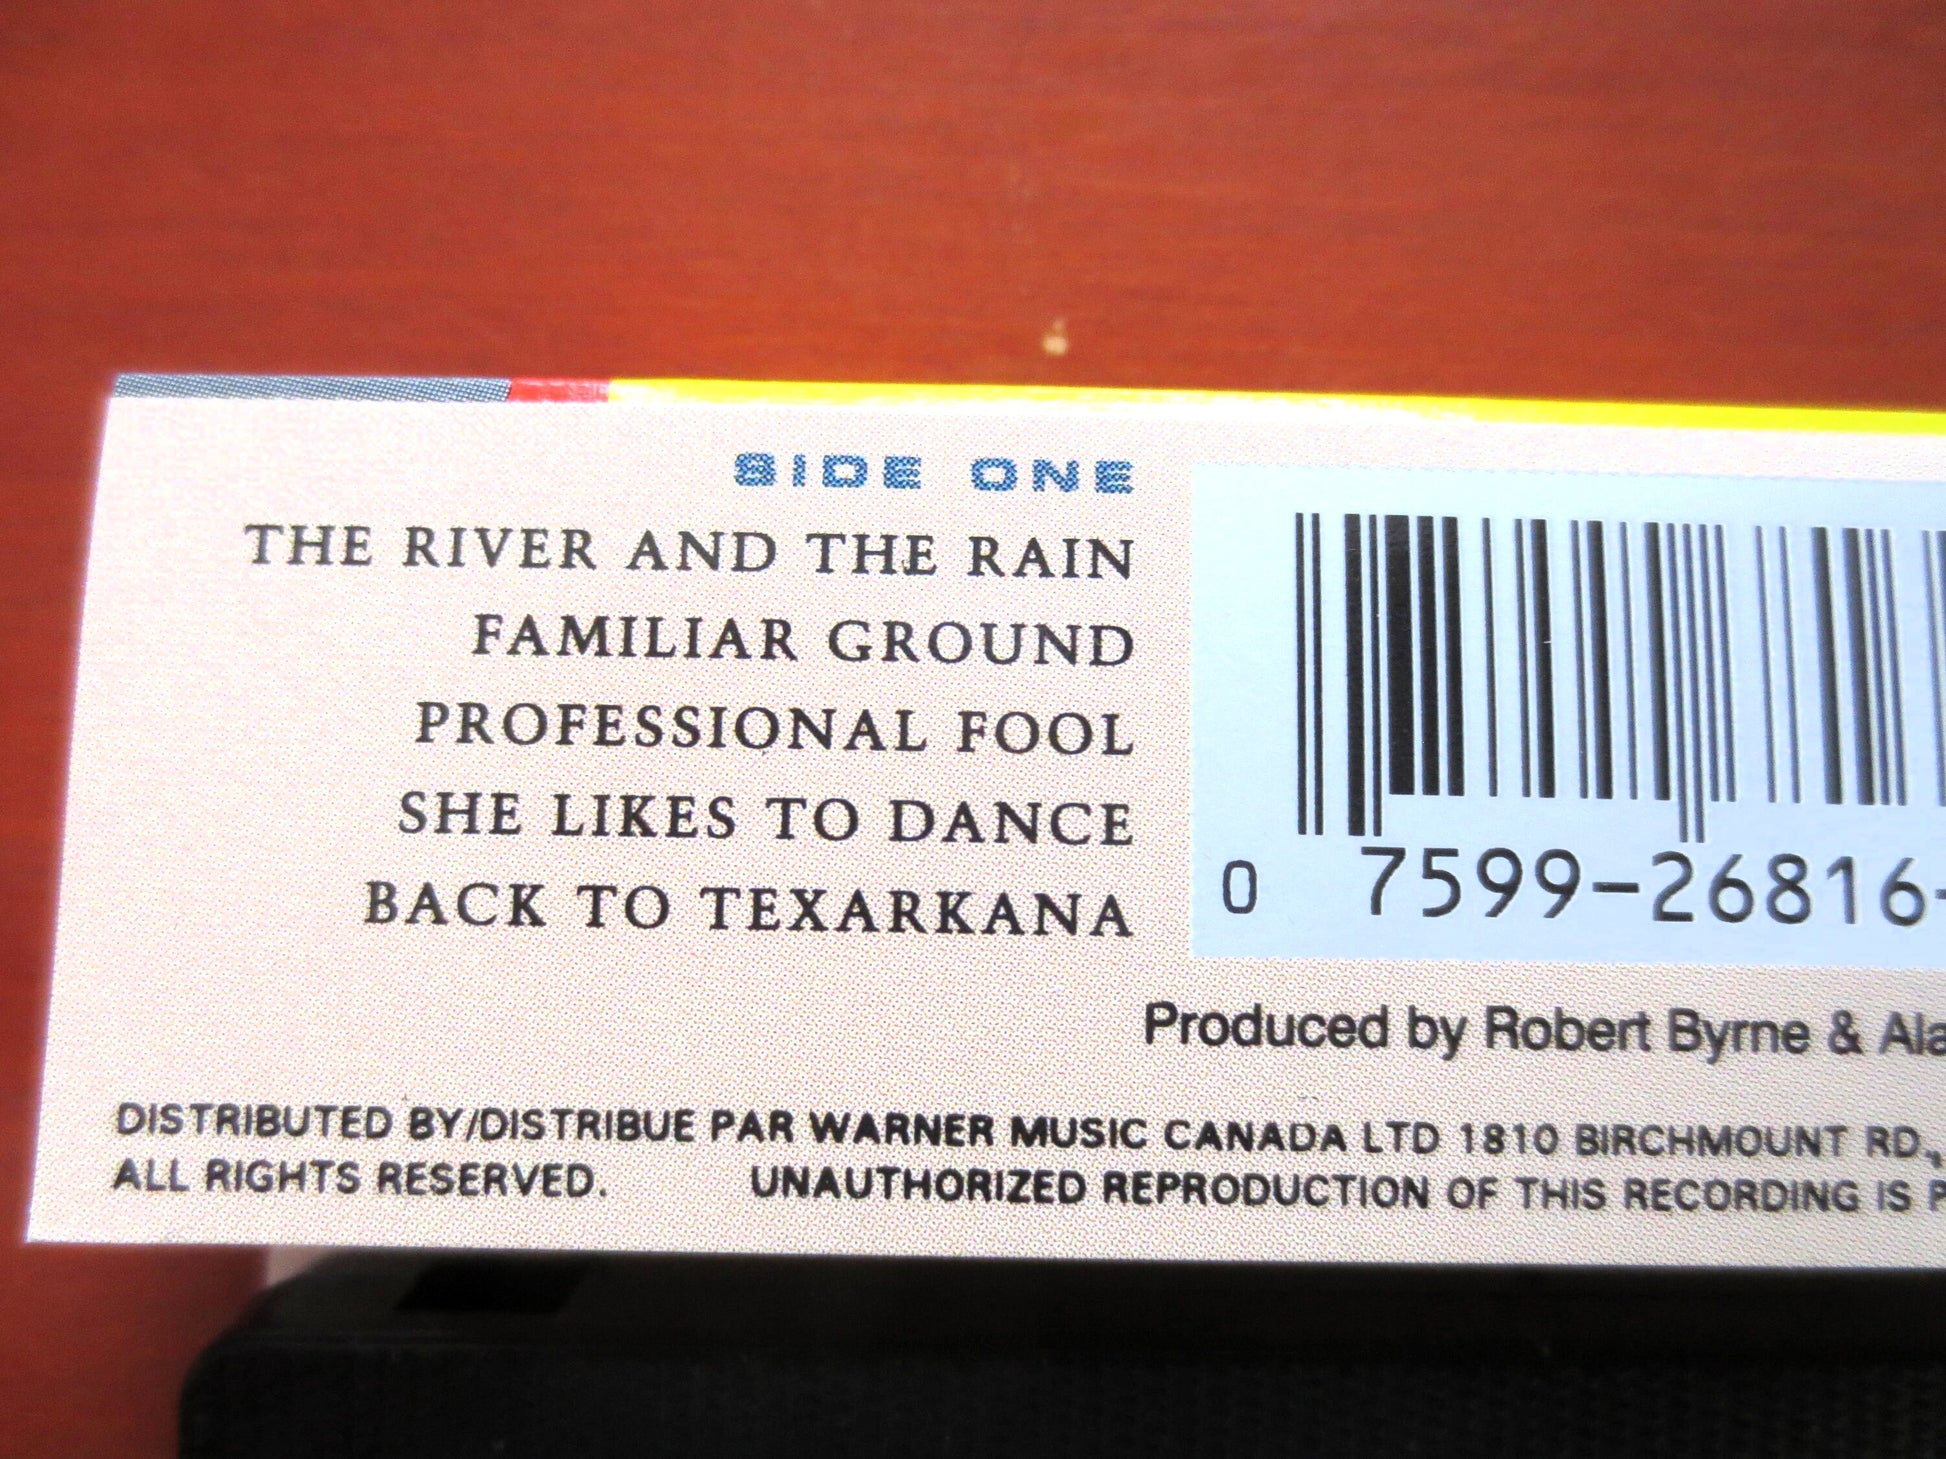 SIDE ONE
THE RIVER AND THE RAIN
FAMILIAR GROUND
PROFESSIONAL FOOL
SHE LIKES TO DANCE
BACK TO TEXARKANA
0 7599-26816-
Produced by Robert Byrne & Ala
DISTRIBUTED BY/DISTRIBUE PAR WARNER MUSIC CANADA LTD 1810 BIRCHMOUNT RD.,
ALL RIGHTS RESERVED. UNAUTHORIZED REPRODUCTION OF THIS RECORDING IS P